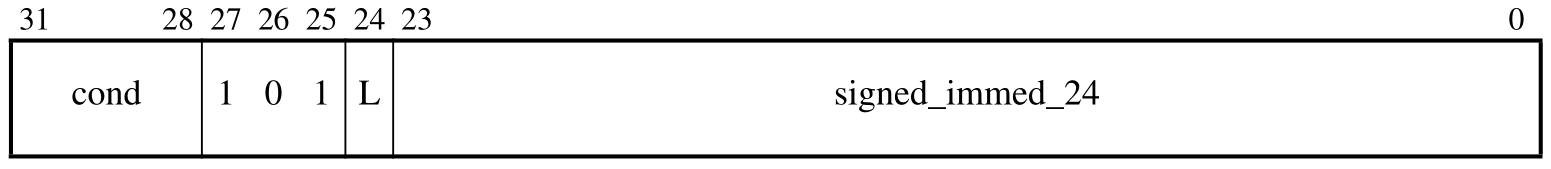 31 28 27 26 25 24 23 0
cond 1 0 1 L signed_immed_24